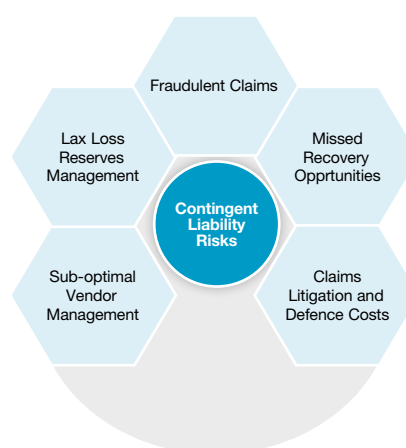 Fraudulent Claims
Lax Loss
Reserves
Management
Missed
Recovery
Opprtunities
Contingent
Liability
Risks
Sub-optimal
Vendor
Management
Claims
Litigation and
Defence Costs